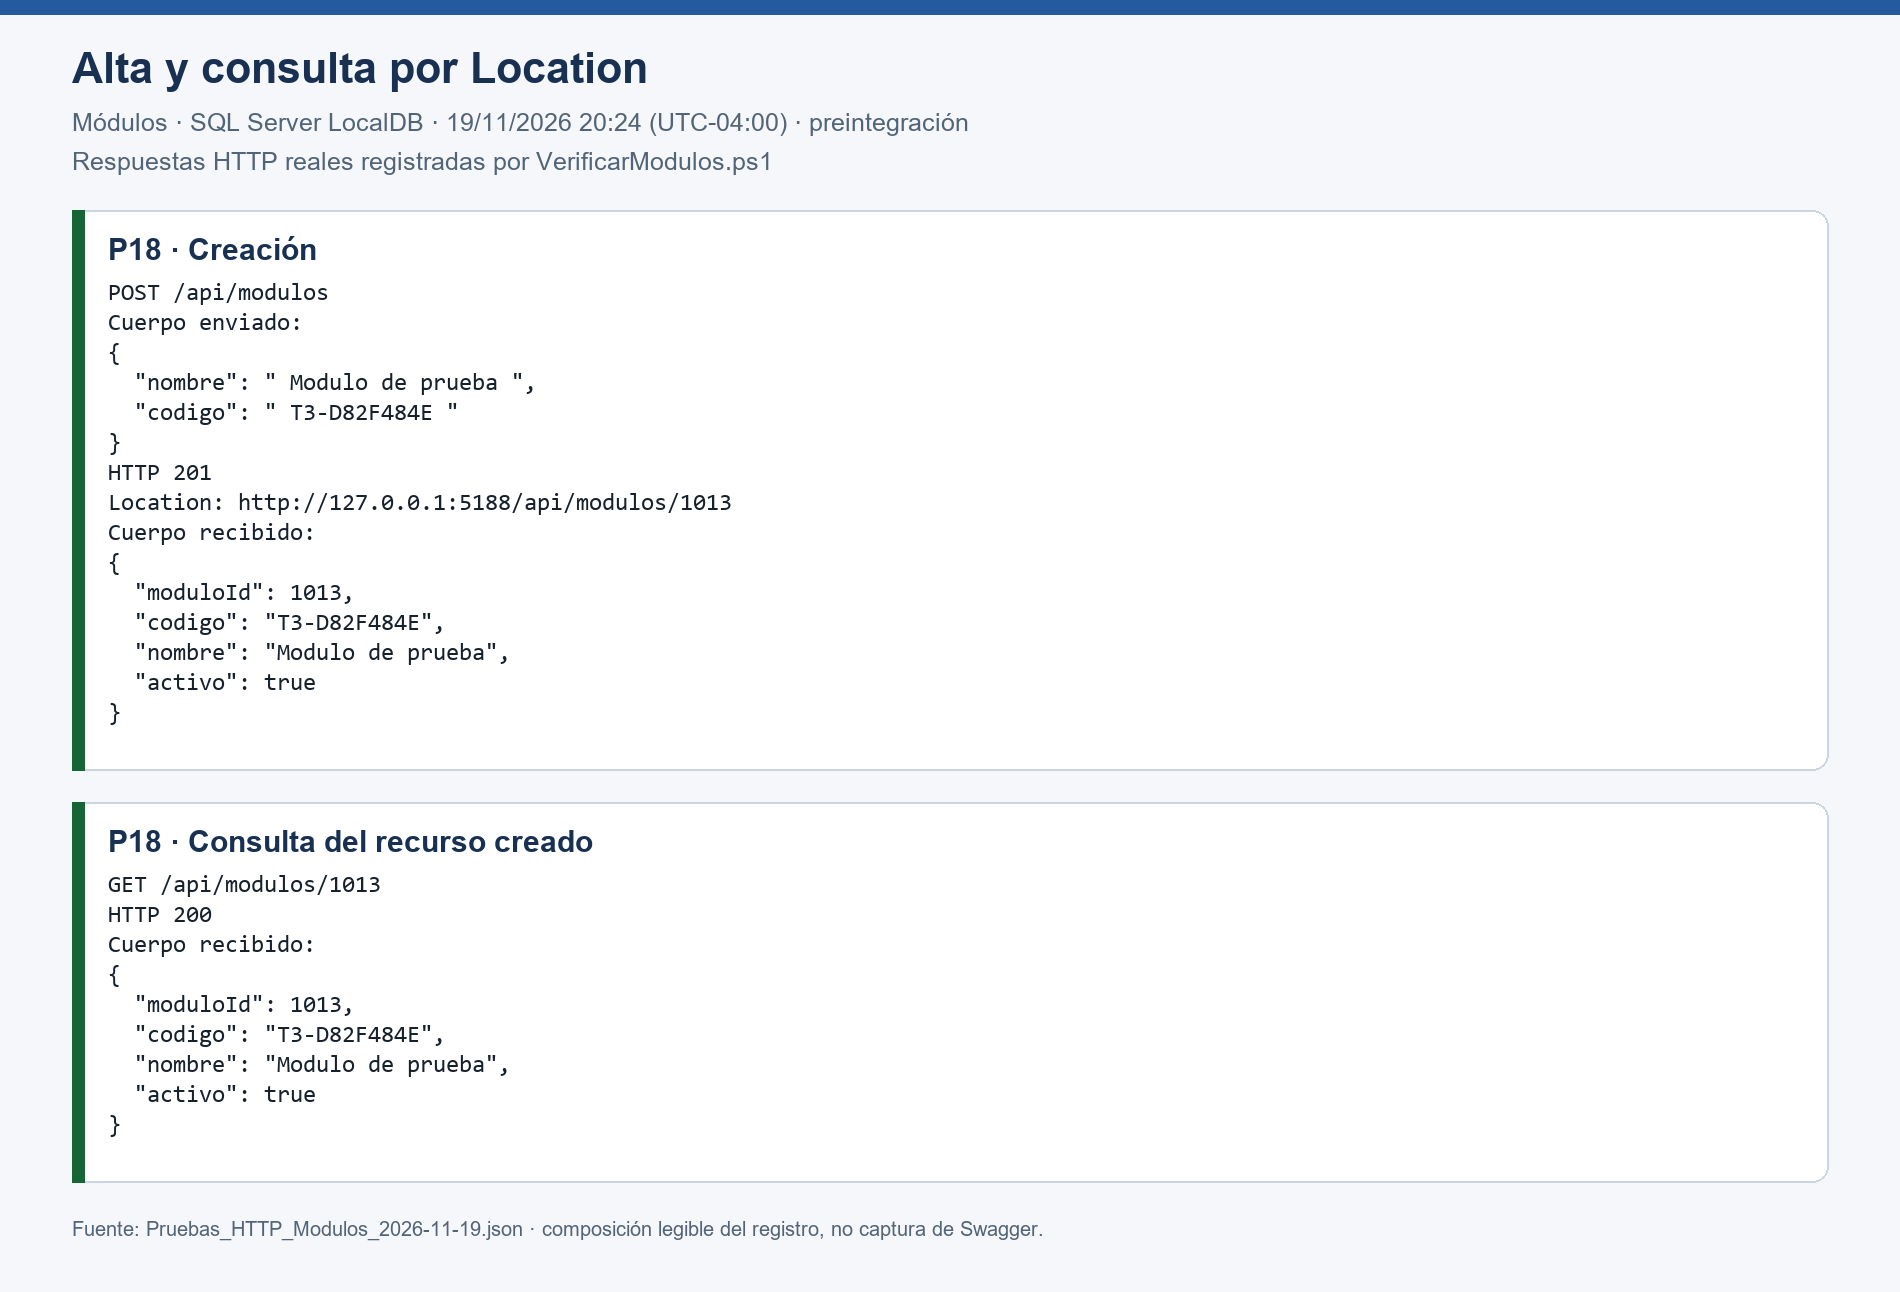 Alta y consulta por Location
Módulos · SQL Server LocalDB · 19/11/2026 20:24 (UTC-04:00) · preintegración
Respuestas HTTP reales registradas por VerificarModulos.ps1
P18 · Creación
POST /api/modulos
Cuerpo enviado:
{
  "nombre": " Modulo de prueba ",
  "codigo": " T3-D82F484E "
}
HTTP 201
Location: http://127.0.0.1:5188/api/modulos/1013
Cuerpo recibido:
{
  "moduloId": 1013,
  "codigo": "T3-D82F484E",
  "nombre": "Modulo de prueba",
  "activo": true
}
P18 · Consulta del recurso creado
GET /api/modulos/1013
HTTP 200
Cuerpo recibido:
{
  "moduloId": 1013,
  "codigo": "T3-D82F484E",
  "nombre": "Modulo de prueba",
  "activo": true
}
Fuente: Pruebas_HTTP_Modulos_2026-11-19.json · composición legible del registro, no captura de Swagger.